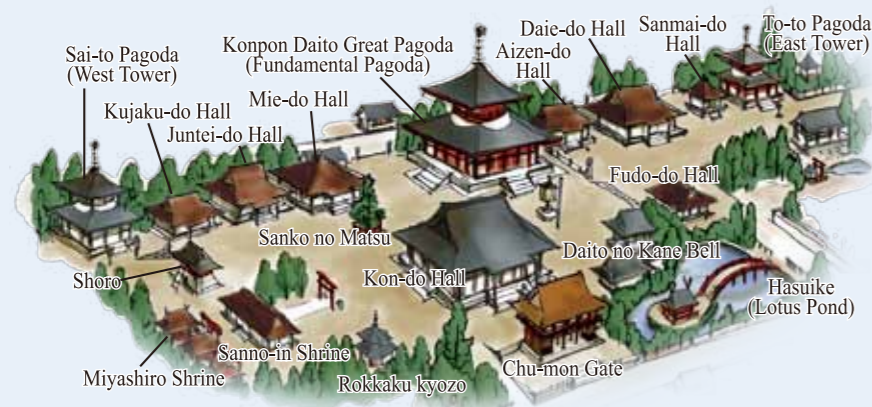 Sai-to Pagoda
(West Tower)
Kujaku-do Hall
Juntei-do Hall
Mie-do Hall
Konpon Daito Great Pagoda
(Fundamental Pagoda)
Aizen-do
Hall
Daie-do Hall
Sanmai-do
Hall
To-to Pagoda
(East Tower)
Fudo-do Hall
Sanko no Matsu
Daito no Kane Bell
Shoro
Kon-do Hall
Hasuike
(Lotus Pond)
Sanno-in Shrine
Miyashiro Shrine
Rokkaku kyozo
Chu-mon Gate